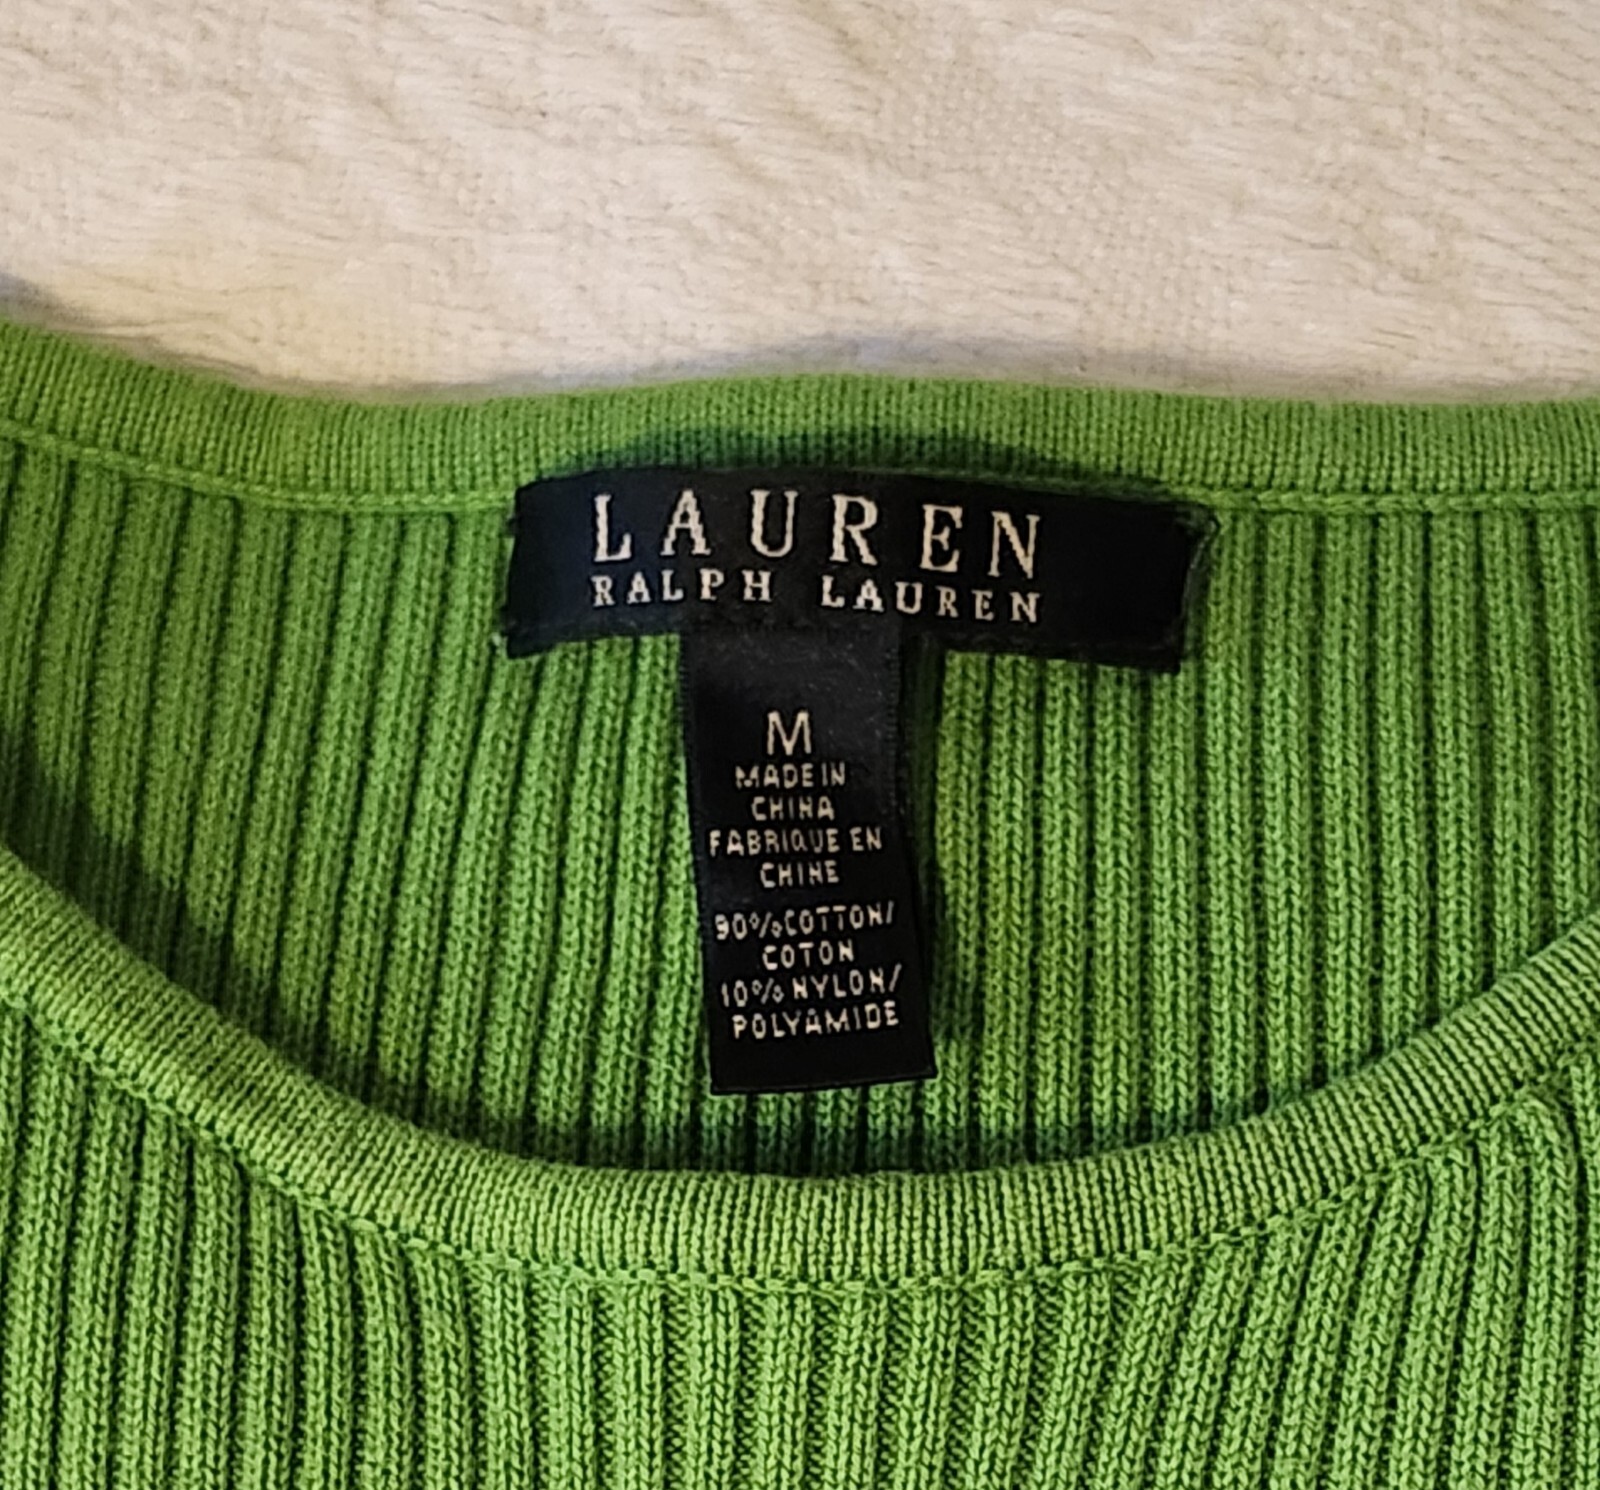 LAUREN
RALPH LAUREN
M
MADE IN
CHINA
FABRIQUE EN
CHINE
90% COTTON/
COTON
10% NYLON/
POLYAMIDE